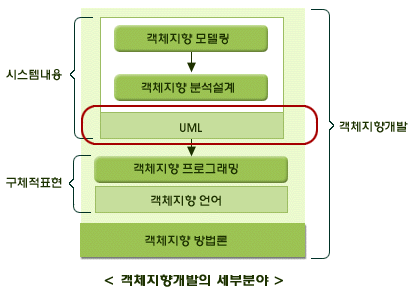 객체지향 모델링
시스템내용
객체지향 분석설계
UML
객체지향개발
객체지향 프로그래밍
구체적표현
객체지향 언어
객체지향 방법론
< 객체지향개발의 세부분야 >